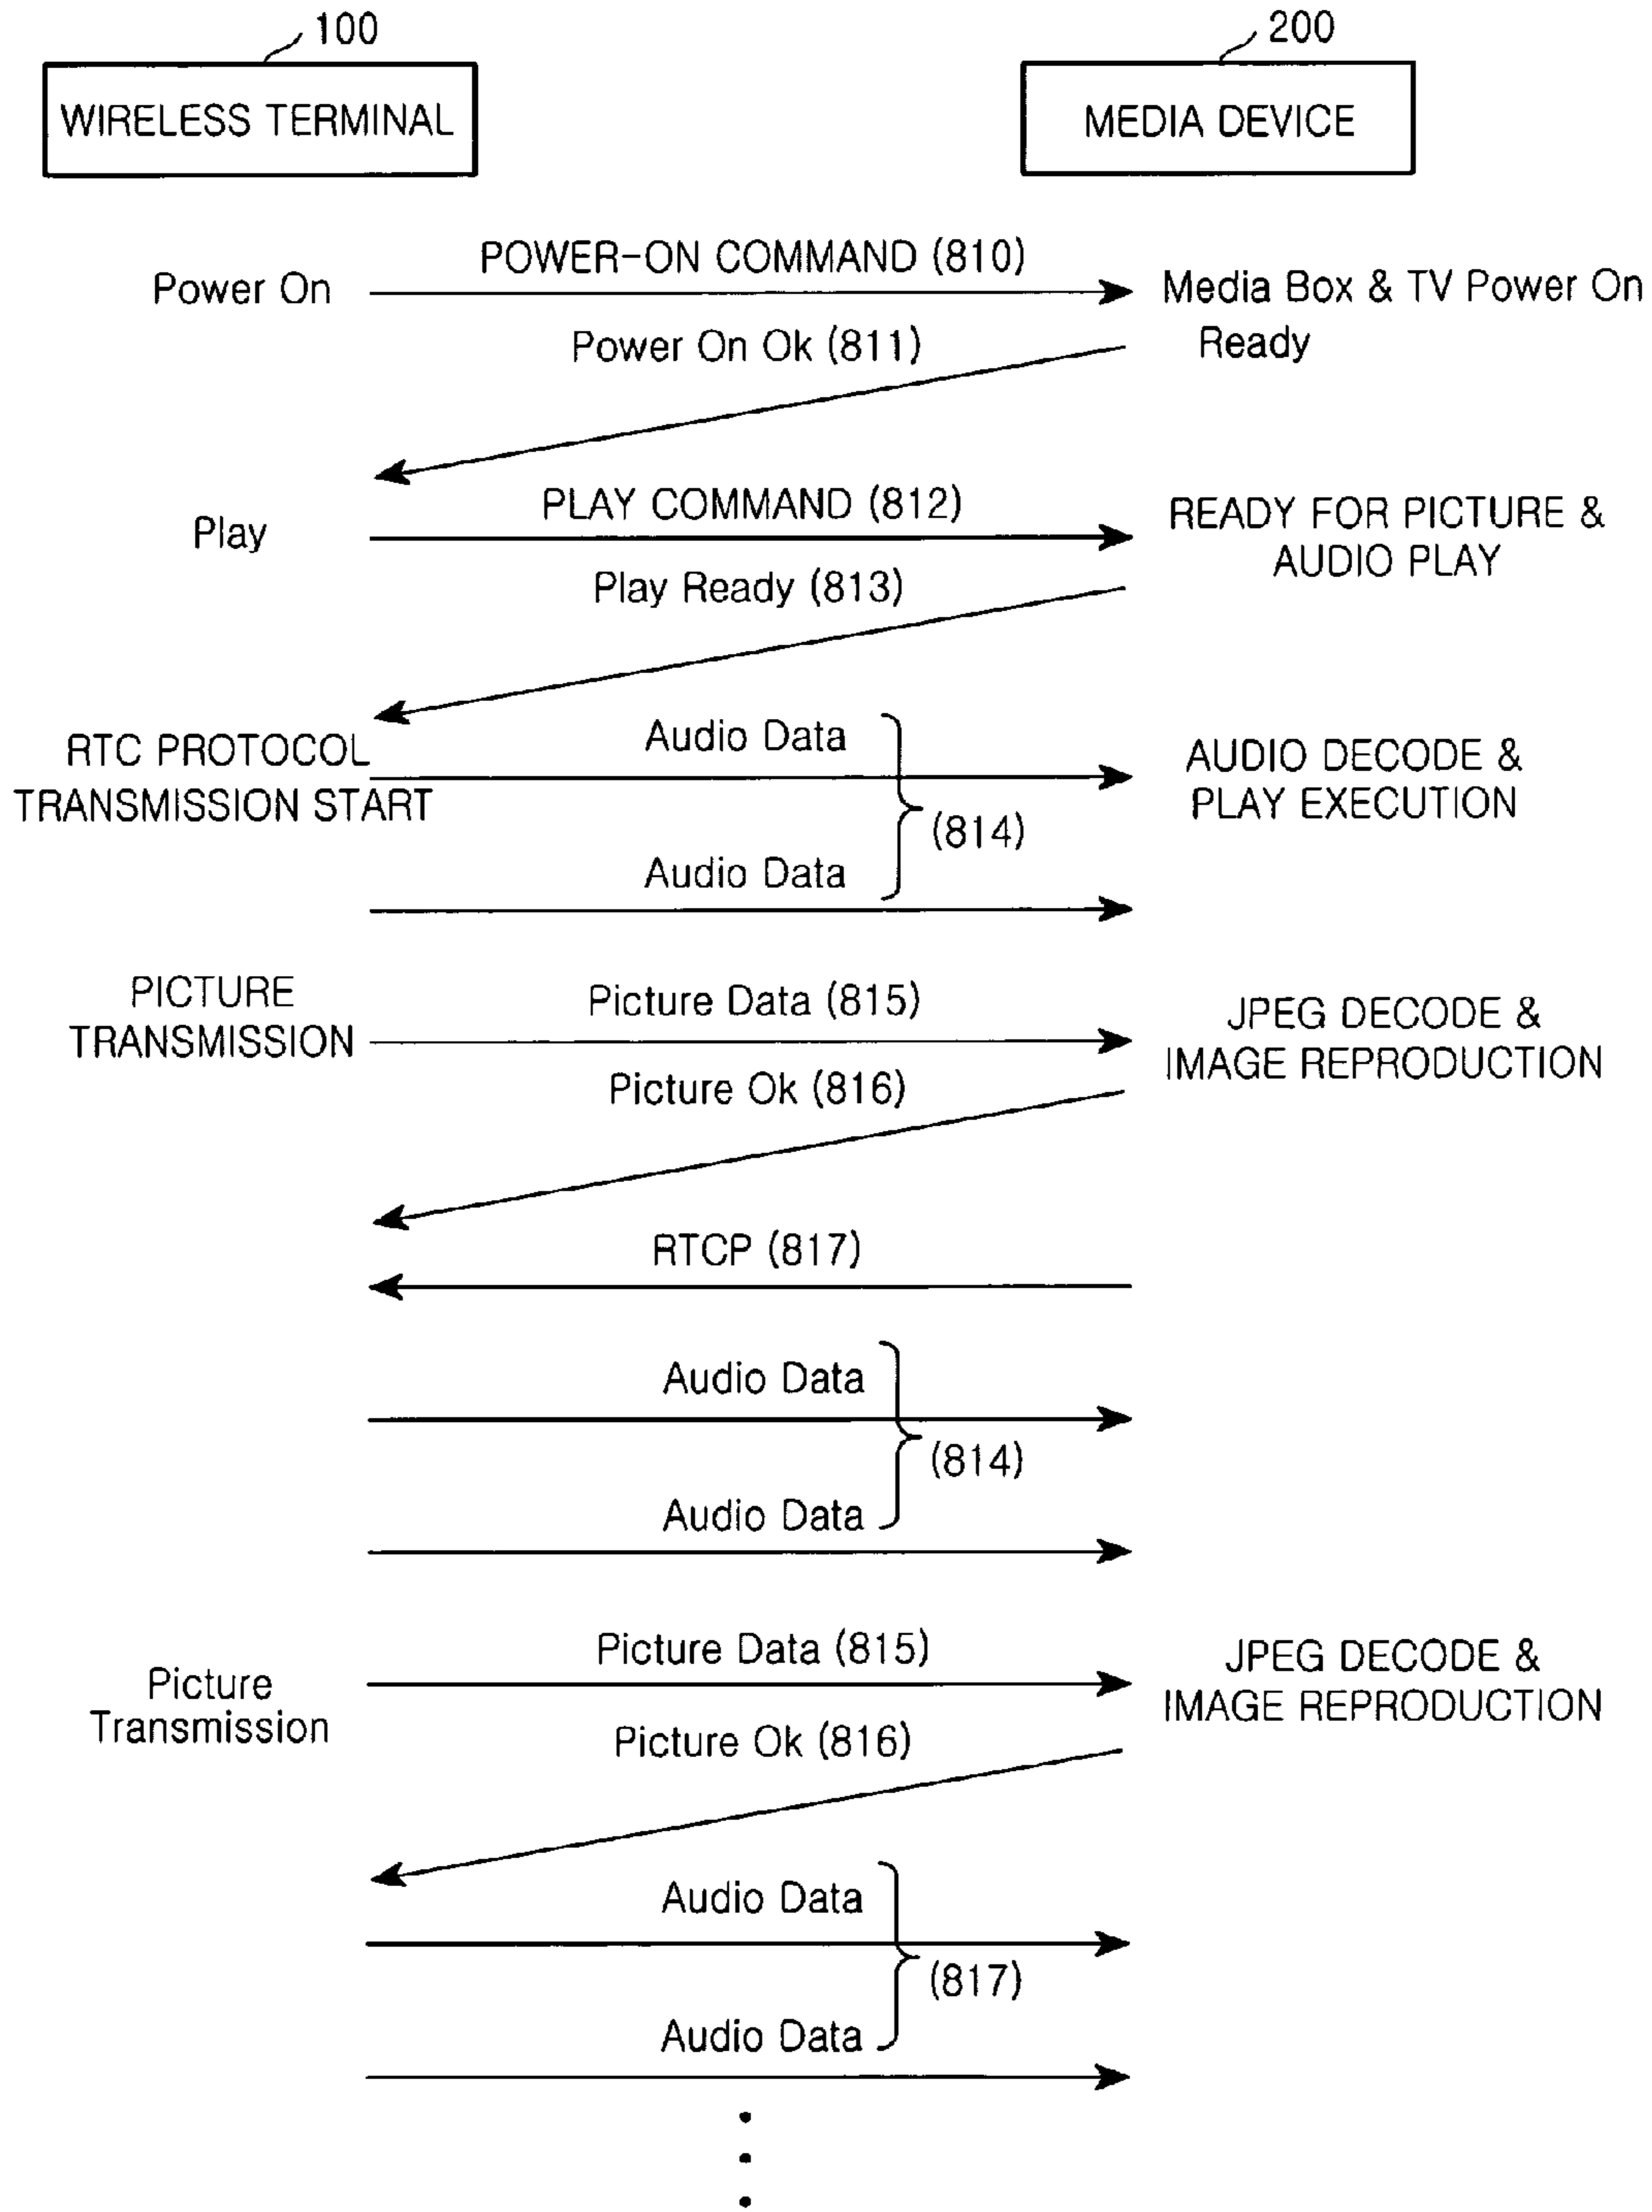 100
200
WIRELESS TERMINAL
MEDIA DEVICE
POWER-ON COMMAND (810)
Power On
Media Box & TV Power On
Ready
Power On Ok (811)
PLAY COMMAND (812)
Play
READY FOR PICTURE &
AUDIO PLAY
Play Ready (813)
RTC PROTOCOL
TRANSMISSION START
Audio Data
AUDIO DECODE &
PLAY EXECUTION
(814)
Audio Data
PICTURE
TRANSMISSION
Picture Data (815)
JPEG DECODE &
IMAGE REPRODUCTION
Picture Ok (816)
RTCP (817)
Audio Data
(814)
Audio Data
Picture Data (815)
Picture
Transmission
JPEG DECODE &
IMAGE REPRODUCTION
Picture Ok (816)
Audio Data
(817)
Audio Data